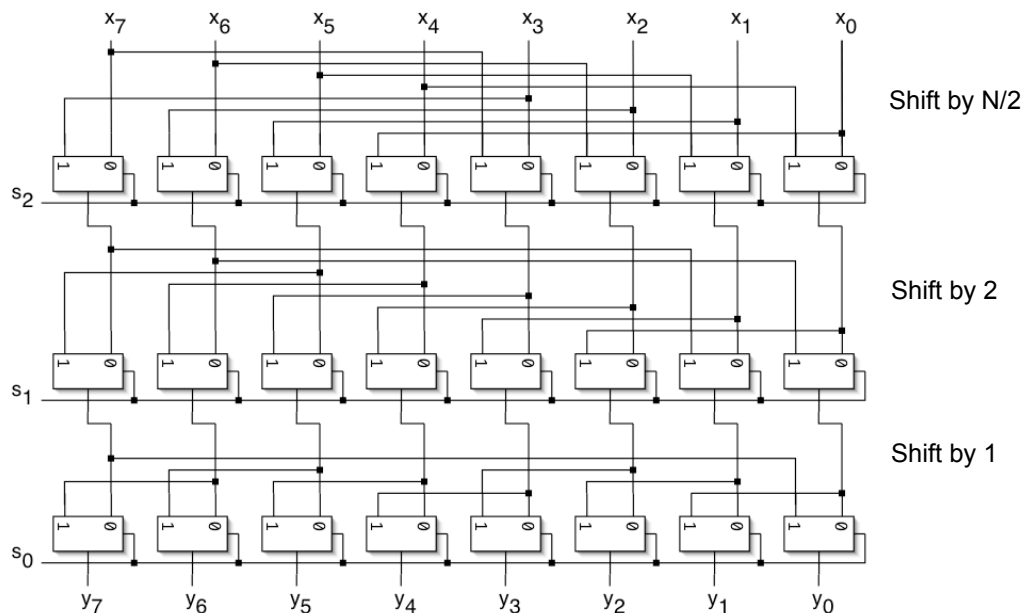 x7 x6 x5 x4 x3 x2 x1 x0
Shift by N/2
1 0 1 0 1 0 1 0 1 0 1 0 1 0 1 0
s2
Shift by 2
1 0 1 0 1 0 1 0 1 0 1 0 1 0 1 0
s1
Shift by 1
1 0 1 0 1 0 1 0 1 0 1 0 1 0 1 0
s0
y7 y6 y5 y4 y3 y2 y1 y0